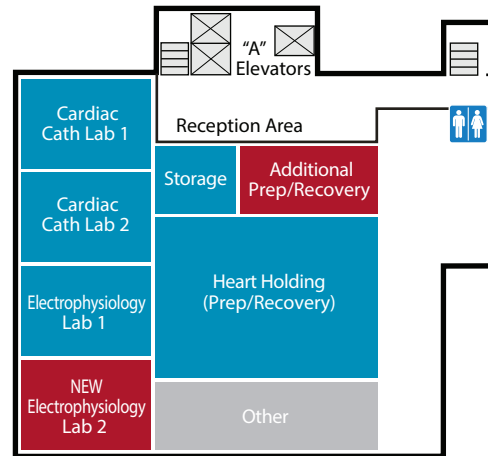 “A”
Elevators
Reception Area
Cardiac
Cath Lab 1
Storage
Additional
Prep/Recovery
Cardiac
Cath Lab 2
Heart Holding
(Prep/Recovery)
Electrophysiology
Lab 1
NEW
Electrophysiology
Lab 2
Other